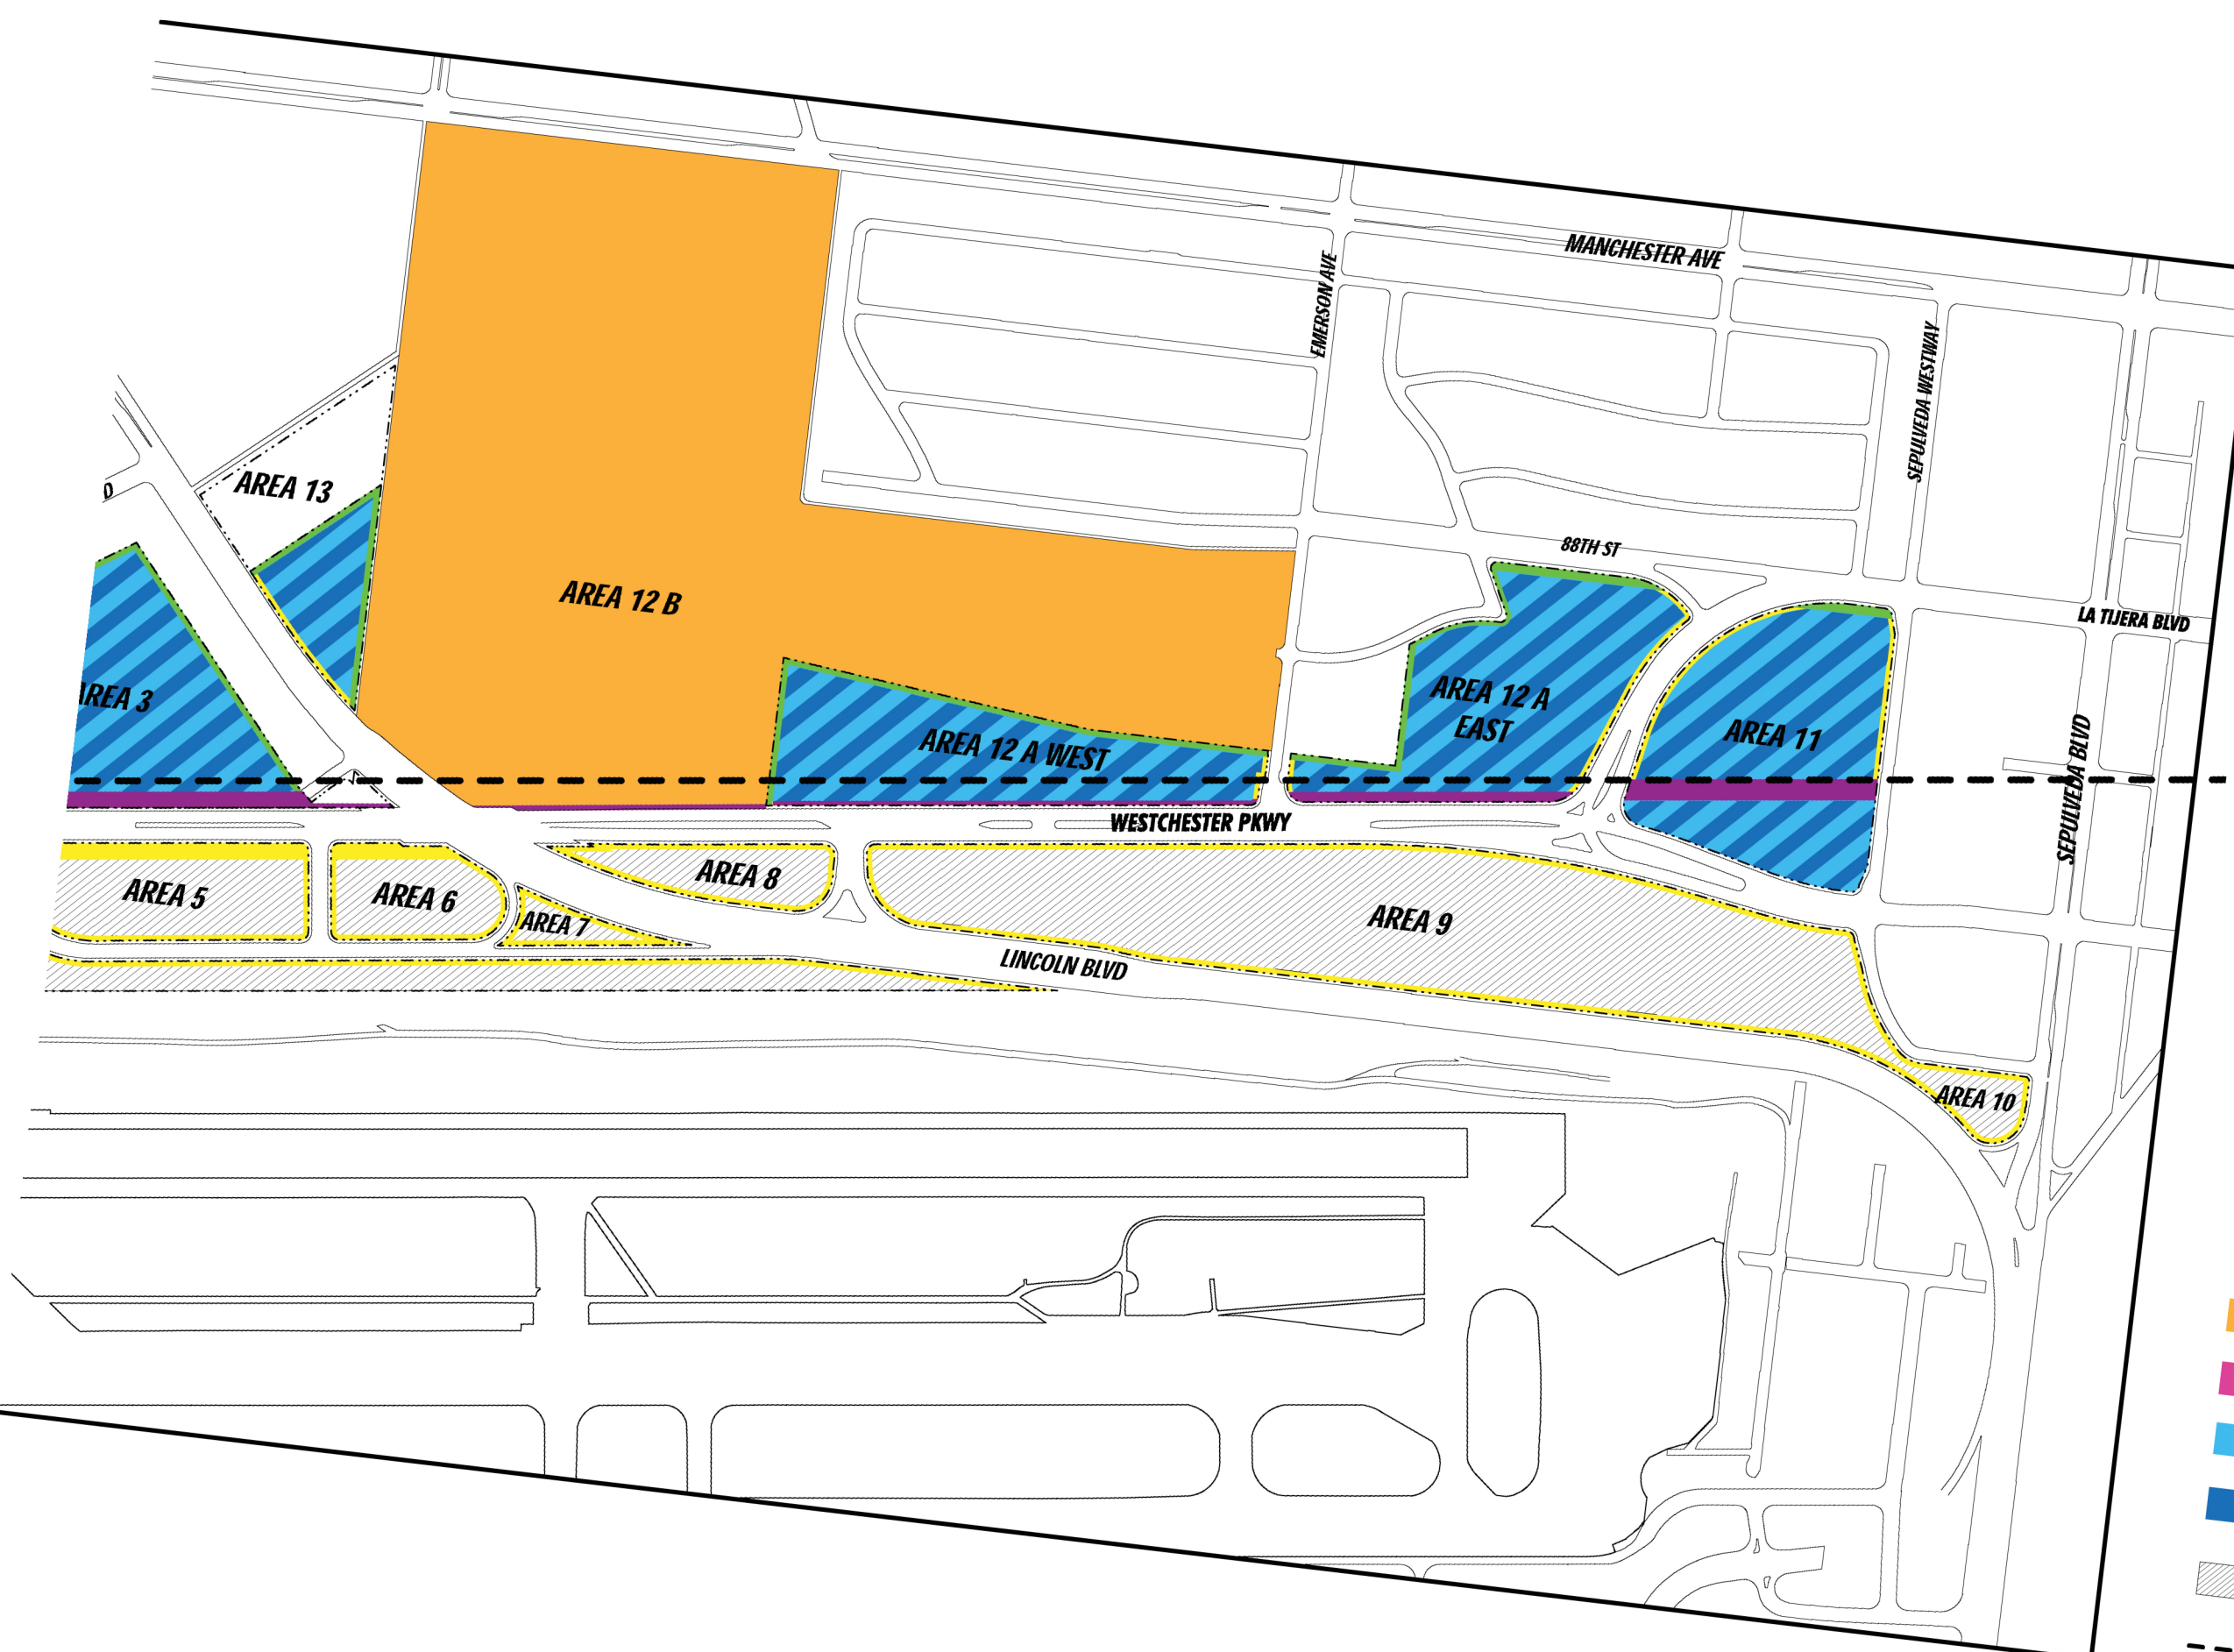 MANCHESTER AVE
EMERSON AVE
SEPULVEDA WESTWAY
AREA 13
D
88TH ST
AREA 12 B
LA TIJERA BLVD
AREA 3
AREA 12 A
EAST
AREA 12 A WEST
AREA 11
SEPULVEDA BLVD
WESTCHESTER PKWY
AREA 5
AREA 6
AREA 7
AREA 8
AREA 9
LINCOLN BLVD
AREA 10